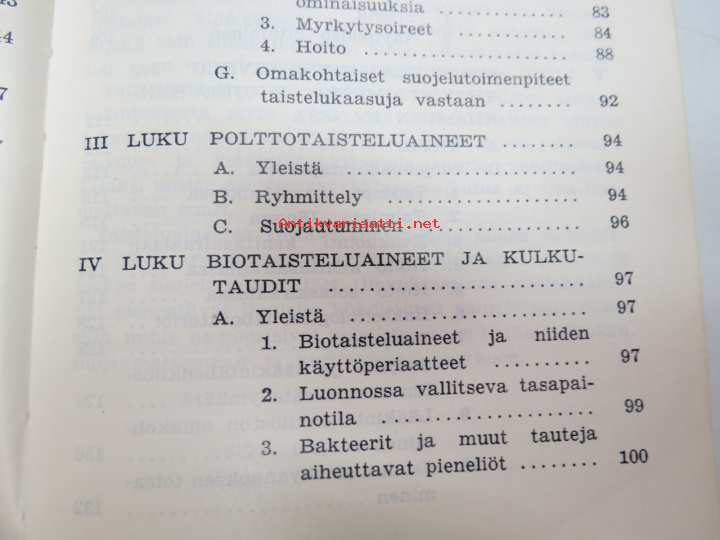 ominaisuuksia ........ 83
3. Myrkytysoireet ........ 84
4. Hoito ........ 88
G. Omakohtaiset suojelutoimenpiteet
taistelukaasuja vastaan ........ 92
III LUKU POLTTOTAISTELUAINEET ........ 94
A. Yleistä ........ 94
B. Ryhmittely ........ 94
Antikvariaatti.net
C. Suojautuminen ........ 96
IV LUKU BIOTAISTELUAINEET JA KULKU-
TAUDIT ........ 97
A. Yleistä ........ 97
1. Biotaisteluaineet ja niiden
käyttöperiaatteet ........ 97
2. Luonnossa vallitseva tasapai-
notila ........ 99
3. Bakteerit ja muut tauteja
aiheuttavat pieneliöt ........ 100